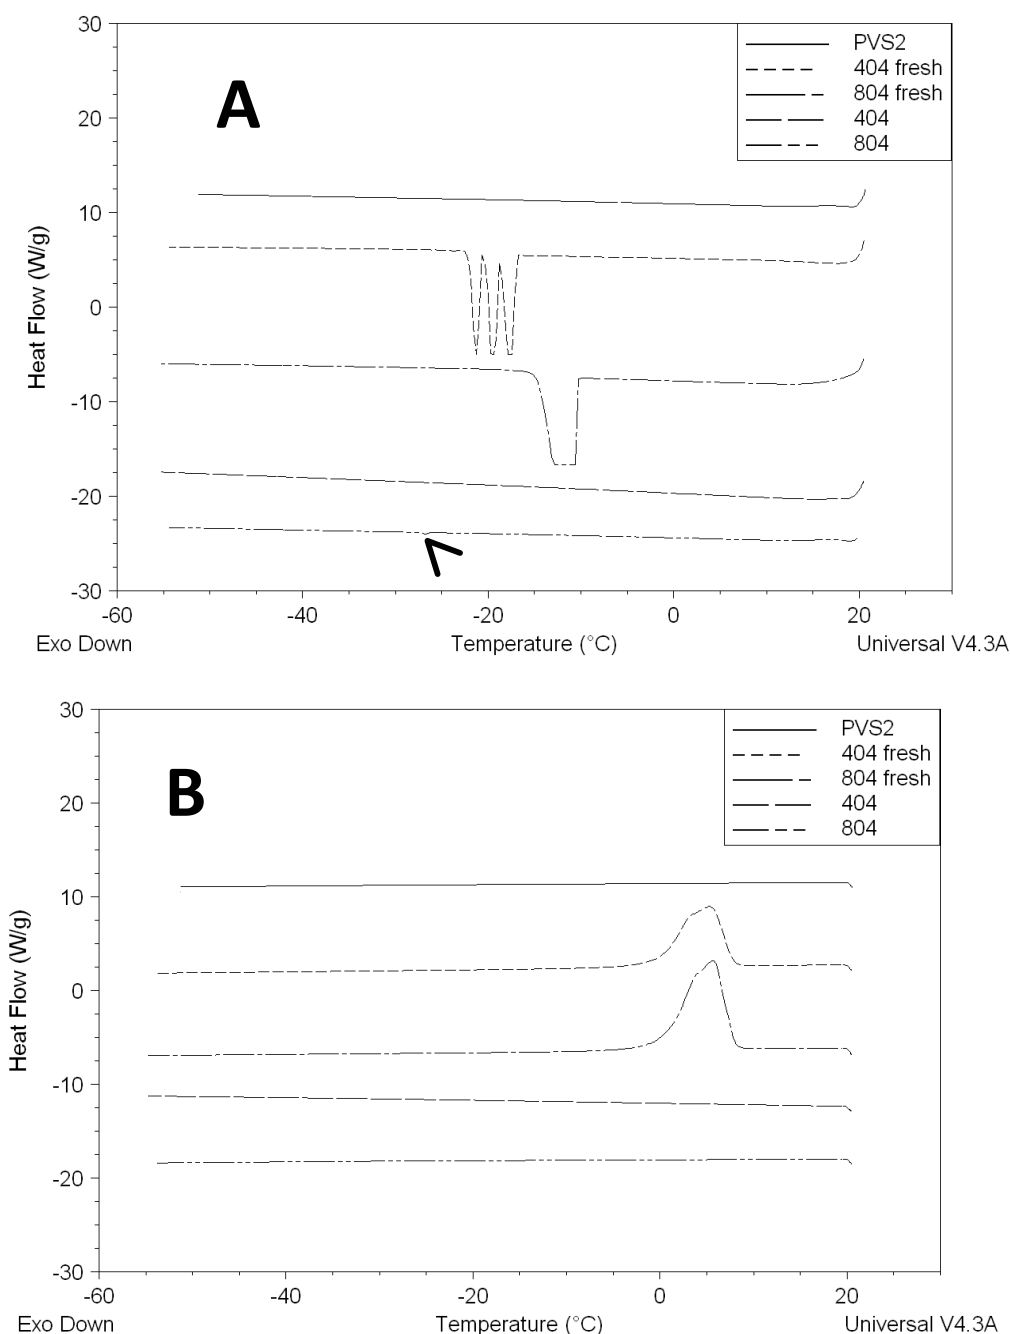 30
20
10
0
-10
-20
-30
Heat Flow (W/g)
A
PVS2
404 fresh
804 fresh
404
804
-60 -40 -20 0 20
Exo Down Temperature (°C) Universal V4.3A
30
20
10
0
-10
-20
-30
Heat Flow (W/g)
B
PVS2
404 fresh
804 fresh
404
804
-60 -40 -20 0 20
Exo Down Temperature (°C) Universal V4.3A